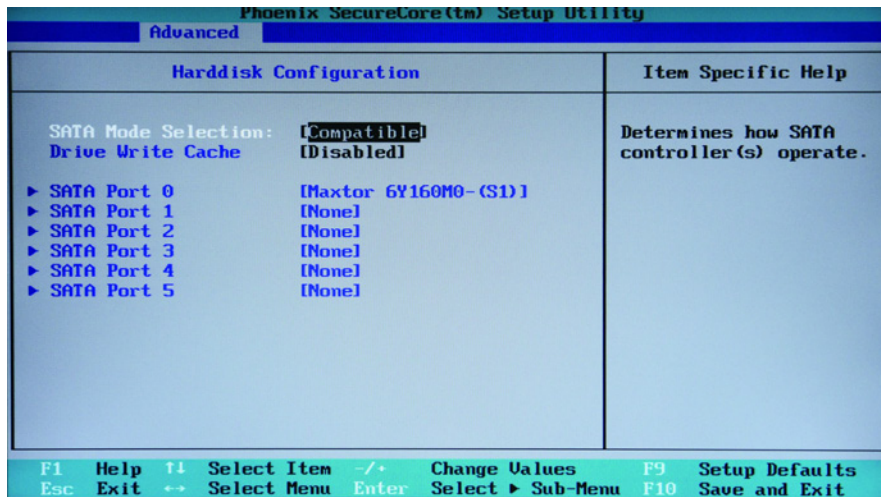 Phoenix SecureCore(tm) Setup Utility
Advanced
Harddisk Configuration
Item Specific Help
SATA Mode Selection: [Compatible]
Drive Write Cache [Disabled]
Determines how SATA
controller(s) operate.
▶ SATA Port 0 [Maxtor 6Y160M0-(S1)]
▶ SATA Port 1 [None]
▶ SATA Port 2 [None]
▶ SATA Port 3 [None]
▶ SATA Port 4 [None]
▶ SATA Port 5 [None]
F1 Help ↑↓ Select Item -/+ Change Values F9 Setup Defaults
Esc Exit ↔ Select Menu Enter Select ▶ Sub-Menu F10 Save and Exit